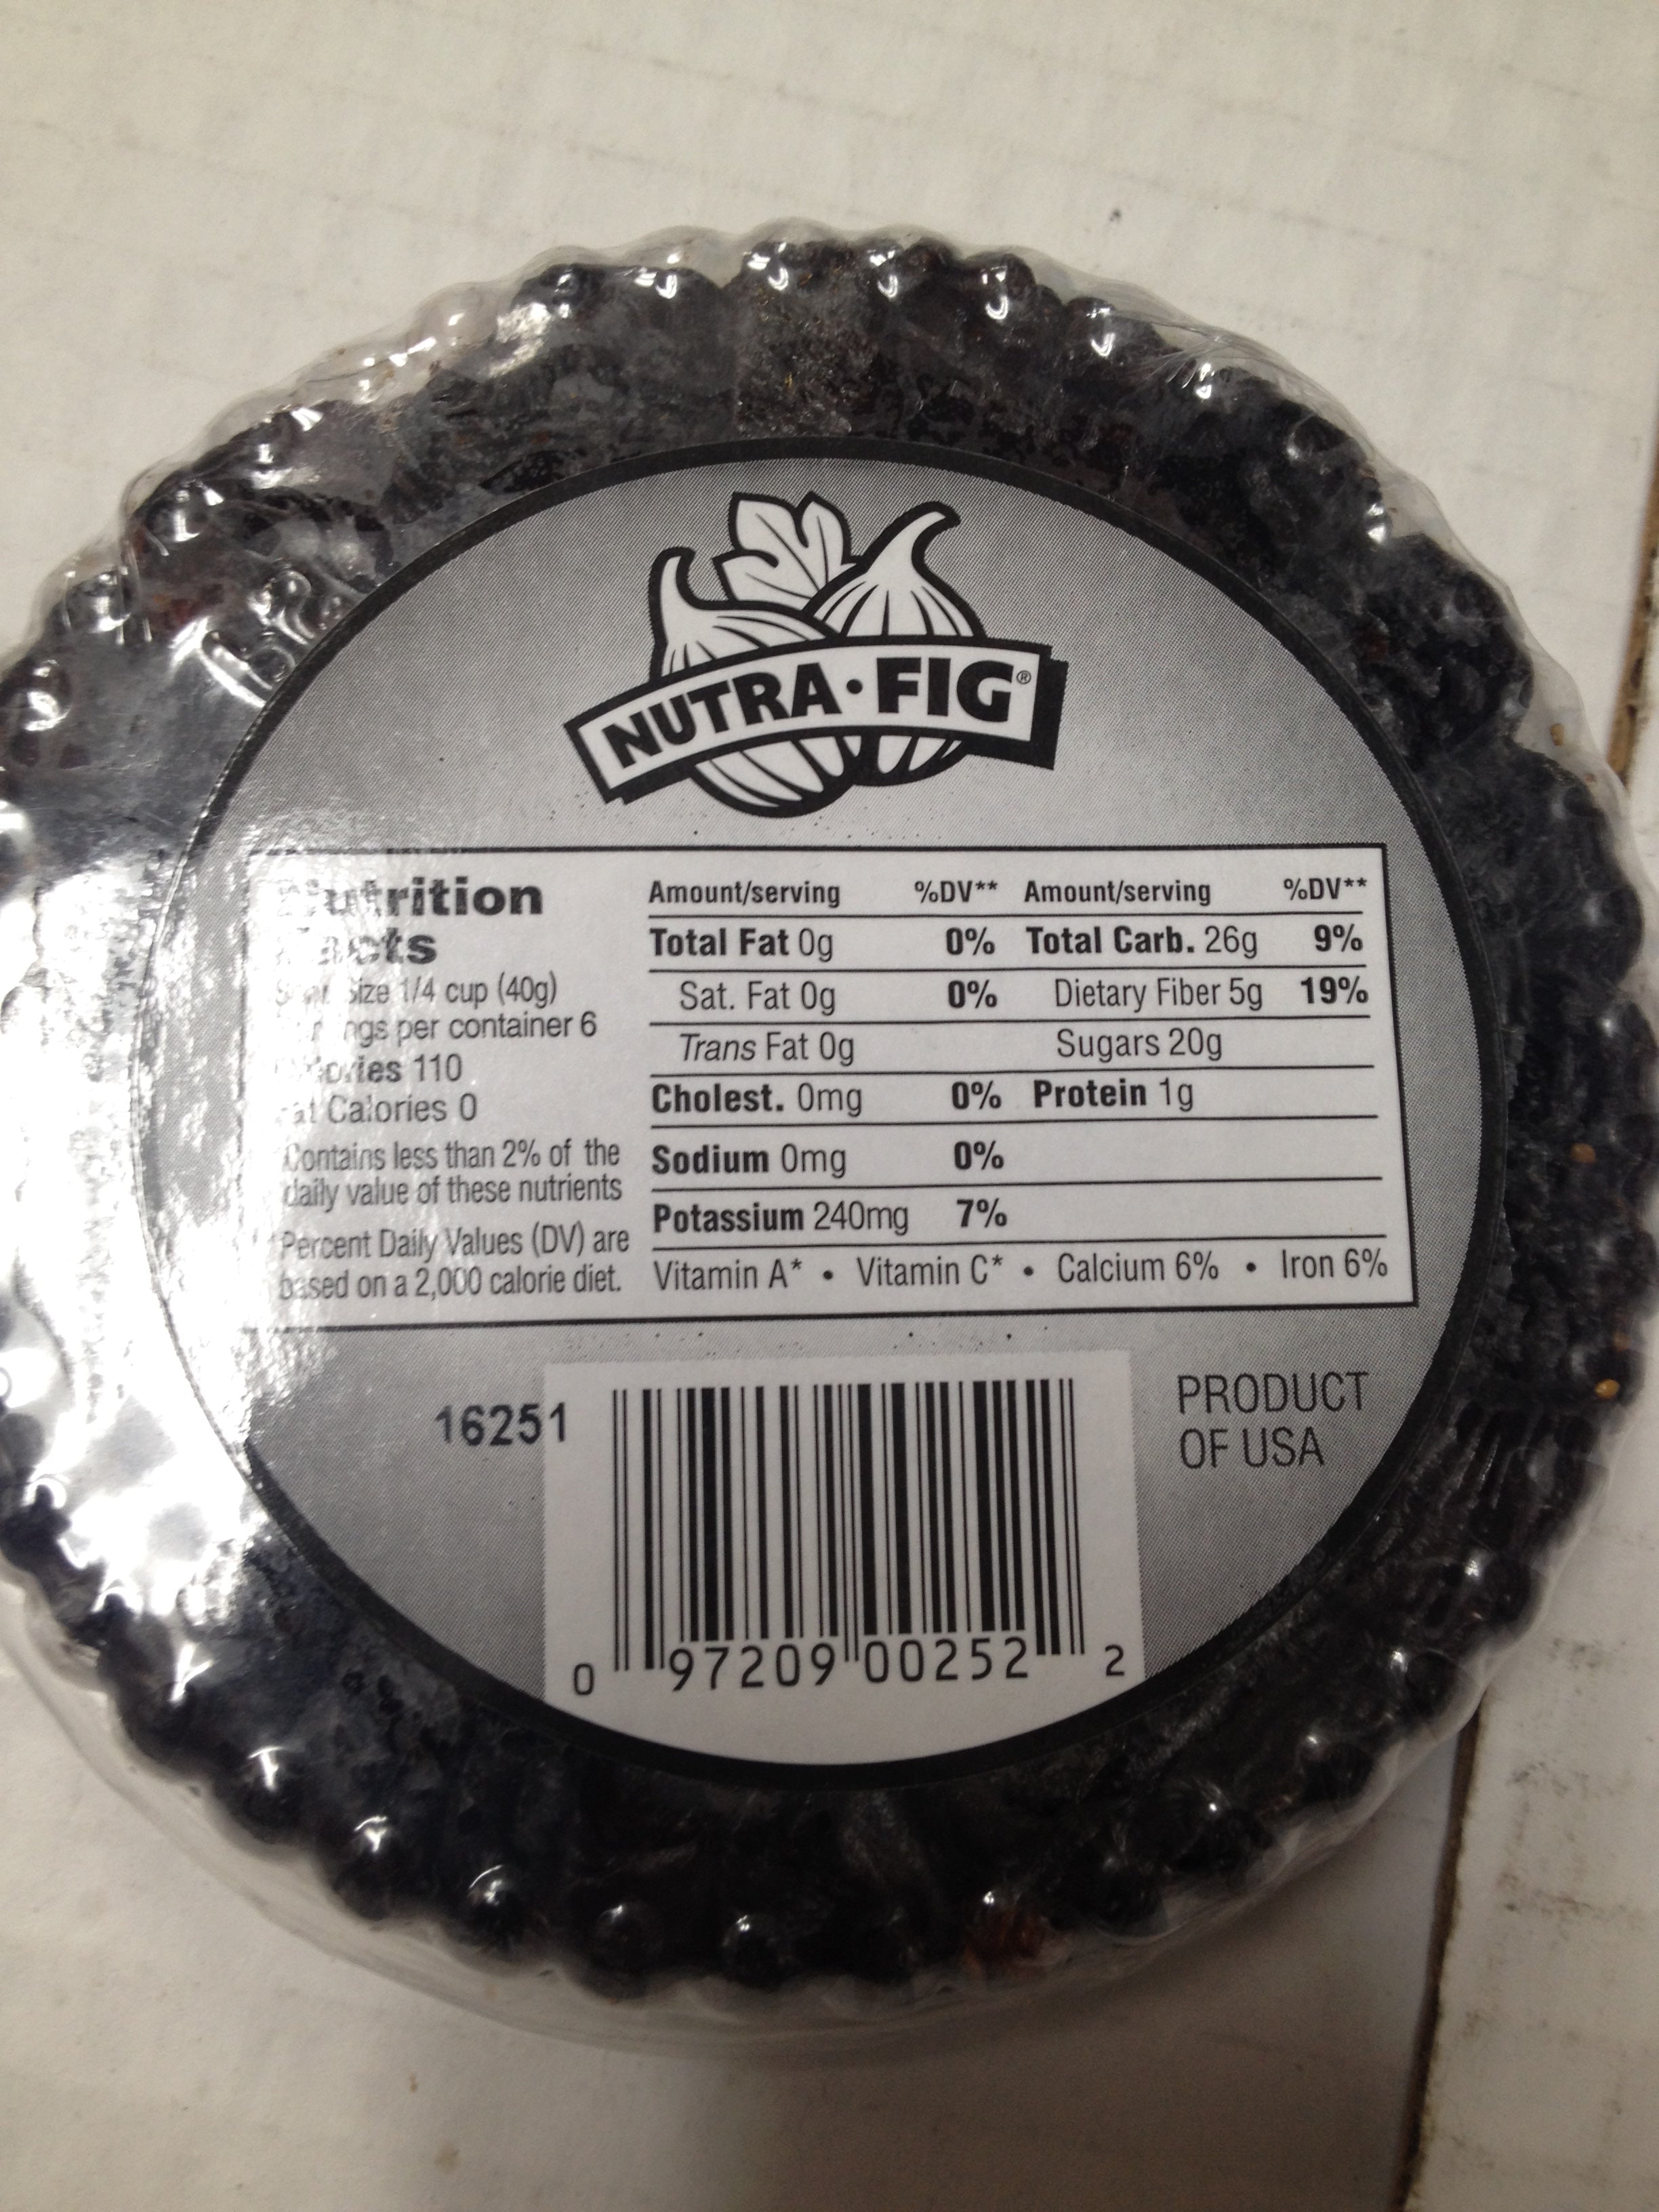 NUTRA·FIG®
Nutrition
Facts
Size 1/4 cup (40g)
per container 6
Calories 110
Fat Calories 0
Contains less than 2% of the
daily value of these nutrients
Percent Daily Values (DV) are
based on a 2,000 calorie diet.
Amount/serving %DV** Amount/serving %DV**
Total Fat 0g 0% Total Carb. 26g 9%
Sat. Fat 0g 0% Dietary Fiber 5g 19%
Trans Fat 0g Sugars 20g
Cholest. 0mg 0% Protein 1g
Sodium 0mg 0%
Potassium 240mg 7%
Vitamin A* • Vitamin C* • Calcium 6% • Iron 6%
16251
PRODUCT
OF USA
0 97209 00252 2